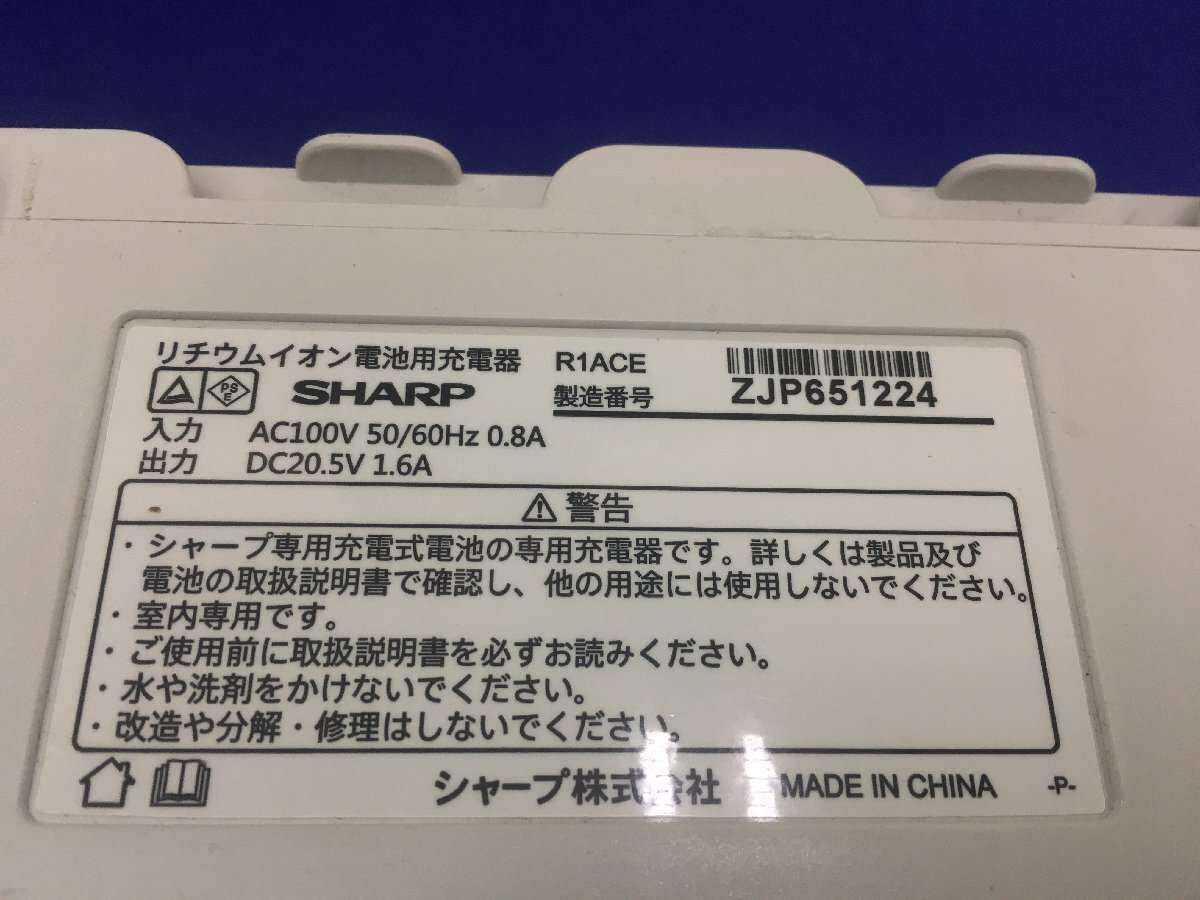 リチウムイオン電池用充電器 R1ACE
PSE SHARP 製造番号 ZJP651224
入力 AC100V 50/60Hz 0.8A
出力 DC20.5V 1.6A
⚠警告
・シャープ専用充電式電池の専用充電器です。詳しくは製品及び
電池の取扱説明書で確認し、他の用途には使用しないでください。
・室内専用です。
・ご使用前に取扱説明書を必ずお読みください。
・水や洗剤をかけないでください。
・改造や分解・修理はしないでください。
シャープ株式会社 MADE IN CHINA -P-